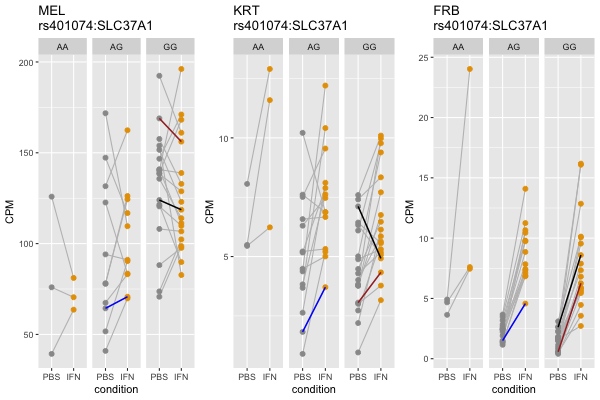 MEL
rs401074:SLC37A1
AA AG GG
200
150
100
50
CPM
PBS IFN PBS IFN PBS IFN
condition
KRT
rs401074:SLC37A1
AA AG GG
10
5
CPM
PBS IFN PBS IFN PBS IFN
condition
FRB
rs401074:SLC37A1
AA AG GG
25
20
15
10
5
0
CPM
PBS IFN PBS IFN PBS IFN
condition